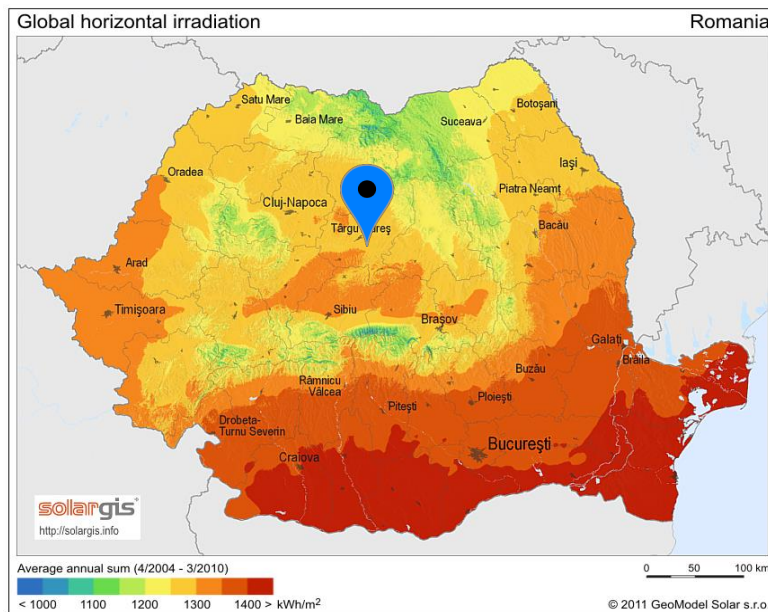 Global horizontal irradiation Romania
Satu Mare
Baia Mare
Suceava
Botoşani
Iaşi
Oradea
Cluj-Napoca
Piatra Neamţ
Târgu
Bacău
Arad
Timişoara
Sibiu
Braşov
Galaţi
Brăila
Buzău
Râmnicu
Vâlcea
Piteşti
Ploieşti
Drobeta-
Turnu Severin
Bucureşti
Craiova
solargis
http://solargis.info
Average annual sum (4/2004 - 3/2010)
< 1000 1100 1200 1300 1400 > kWh/m²
0 50 100 km
© 2011 GeoModel Solar s.r.o.